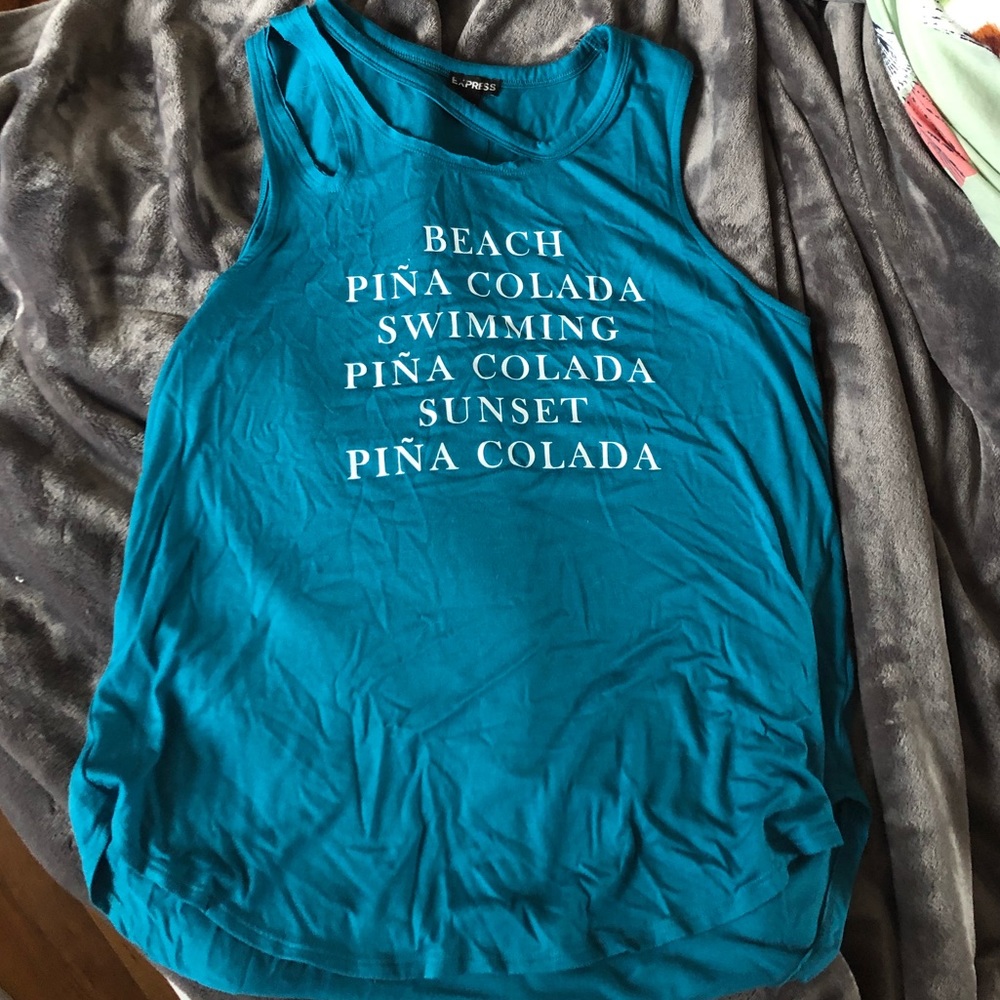 EXPRESS
BEACH
PIÑA COLADA
SWIMMING
PIÑA COLADA
SUNSET
PIÑA COLADA